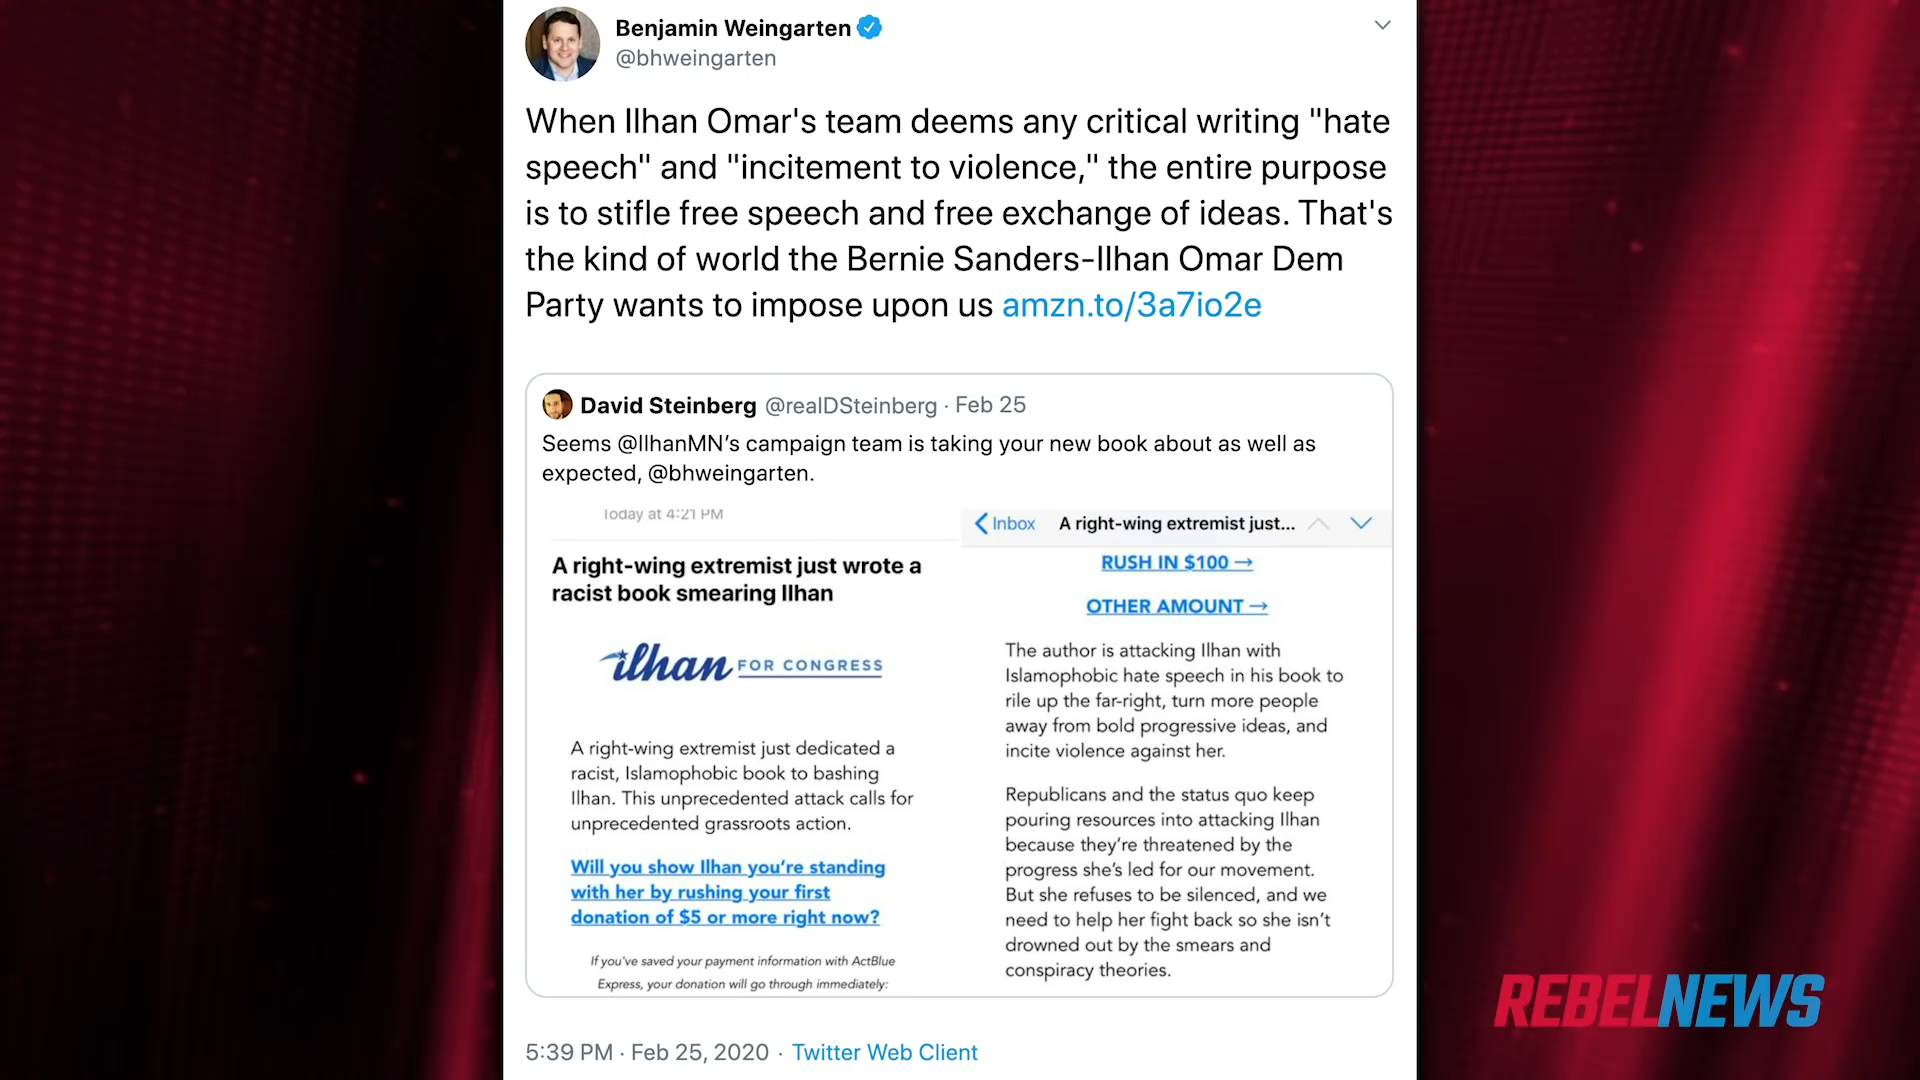 Benjamin Weingarten
@bhweingarten
When Ilhan Omar's team deems any critical writing "hate
speech" and "incitement to violence," the entire purpose
is to stifle free speech and free exchange of ideas. That's
the kind of world the Bernie Sanders-Ilhan Omar Dem
Party wants to impose upon us amzn.to/3a7io2e
David Steinberg @realDSteinberg · Feb 25
Seems @IlhanMN’s campaign team is taking your new book about as well as
expected, @bhweingarten.
Today at 4:21 PM
A right-wing extremist just wrote a
racist book smearing Ilhan
ilhan FOR CONGRESS
A right-wing extremist just dedicated a
racist, Islamophobic book to bashing
Ilhan. This unprecedented attack calls for
unprecedented grassroots action.
Will you show Ilhan you’re standing
with her by rushing your first
donation of $5 or more right now?
If you've saved your payment information with ActBlue
Express, your donation will go through immediately:
Inbox A right-wing extremist just...
RUSH IN $100 →
OTHER AMOUNT →
The author is attacking Ilhan with
Islamophobic hate speech in his book to
rile up the far-right, turn more people
away from bold progressive ideas, and
incite violence against her.
Republicans and the status quo keep
pouring resources into attacking Ilhan
because they’re threatened by the
progress she’s led for our movement.
But she refuses to be silenced, and we
need to help her fight back so she isn’t
drowned out by the smears and
conspiracy theories.
5:39 PM · Feb 25, 2020 · Twitter Web Client
REBELNEWS